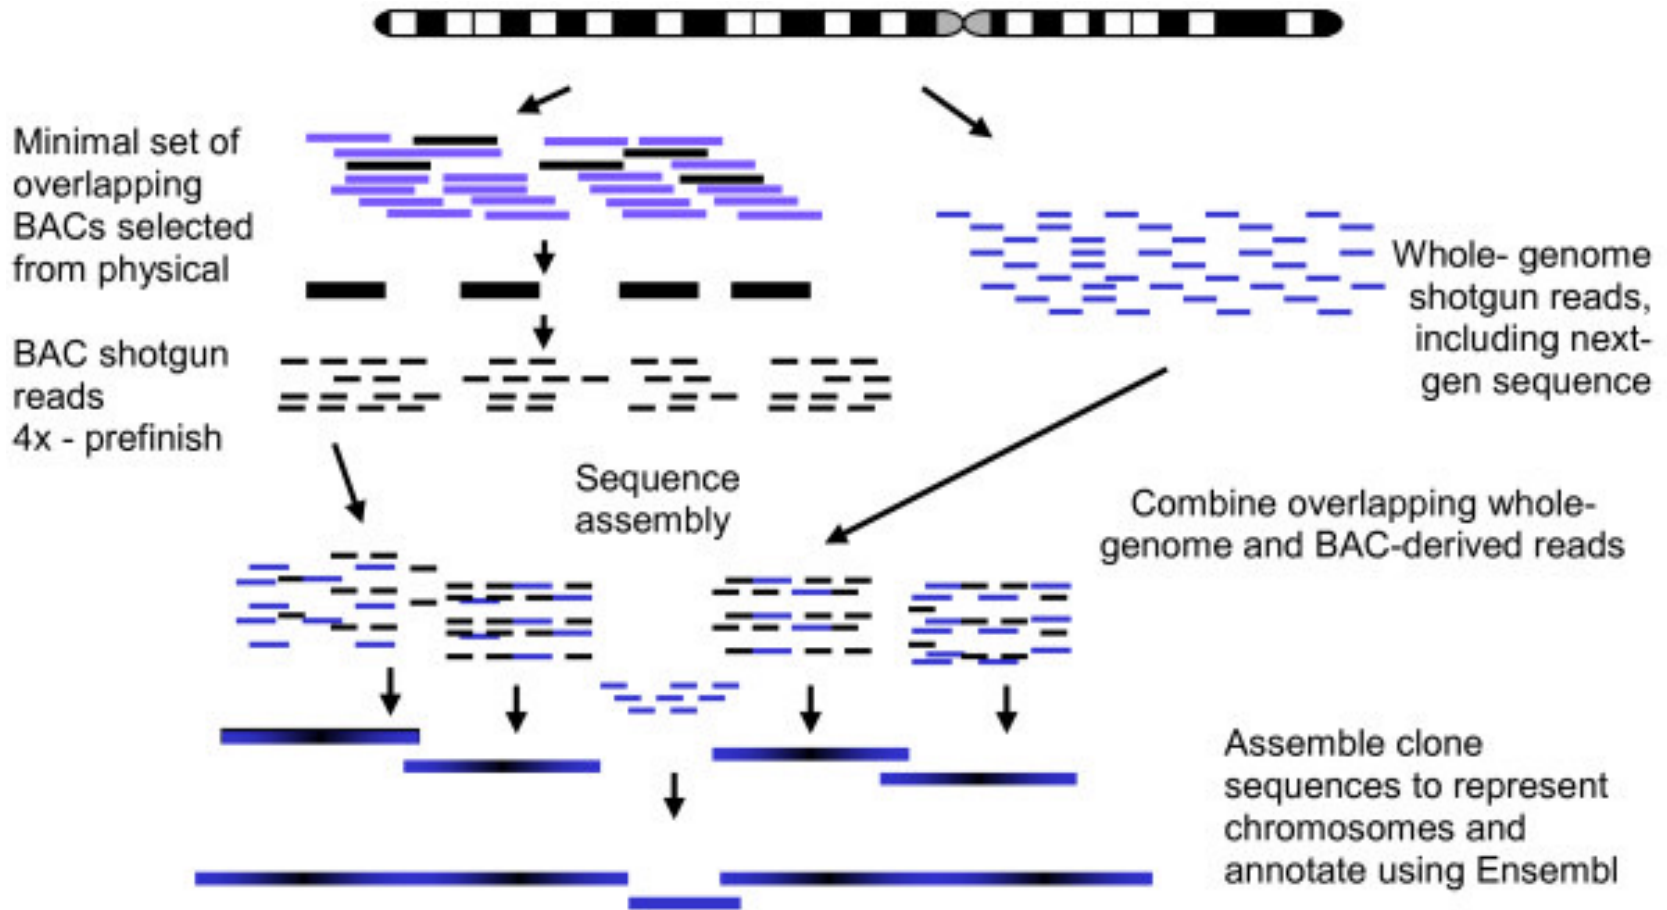 Minimal set of
overlapping
BACs selected
from physical
Whole- genome
shotgun reads,
including next-
gen sequence
BAC shotgun
reads
4x - prefinish
Sequence
assembly
Combine overlapping whole-
genome and BAC-derived reads
Assemble clone
sequences to represent
chromosomes and
annotate using Ensembl